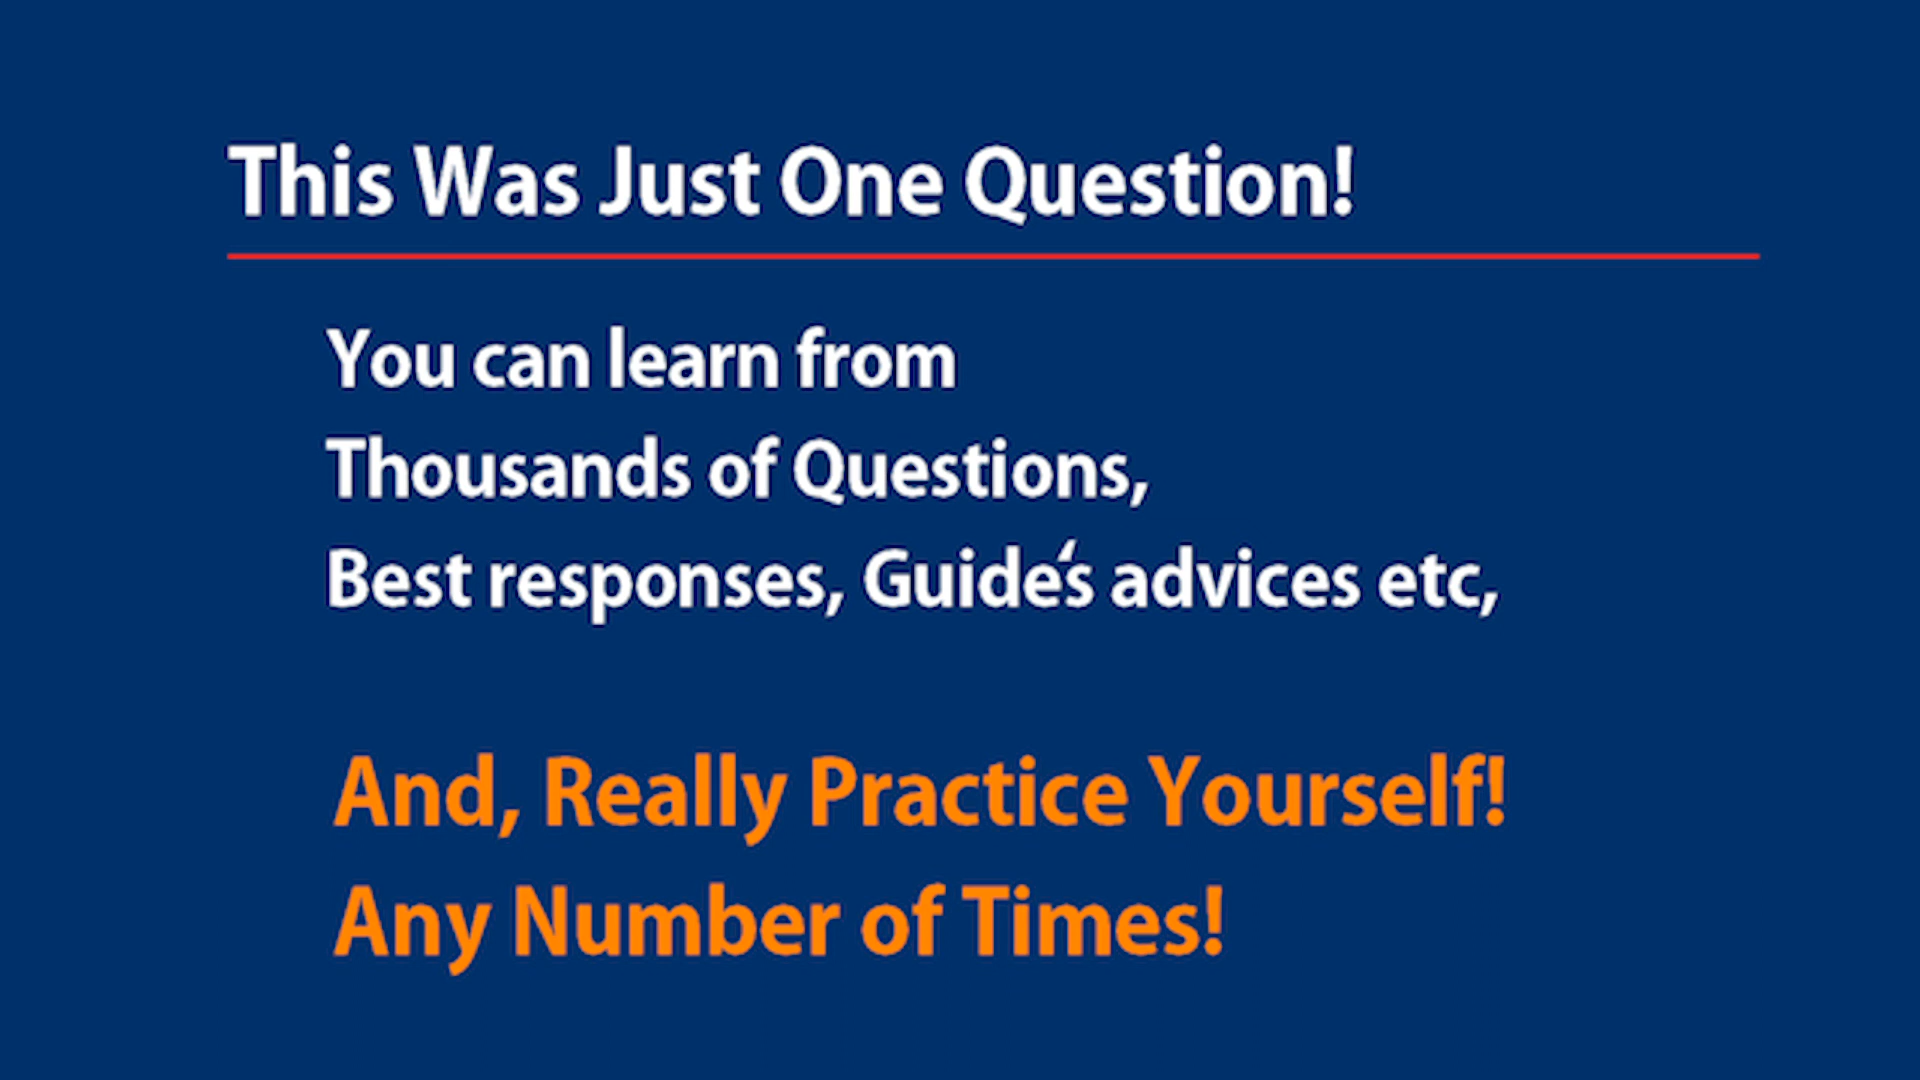 This Was Just One Question!
You can learn from
Thousands of Questions,
Best responses, Guide‘s advices etc,
And, Really Practice Yourself!
Any Number of Times!